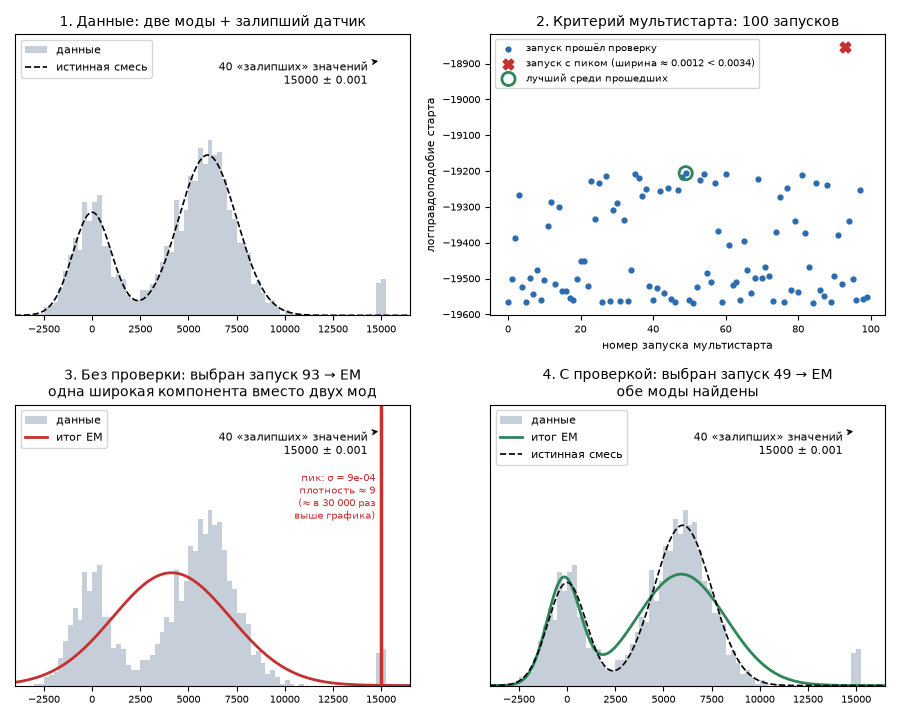 1. Данные: две моды + залипший датчик
данные
истинная смесь
40 «залипших» значений
15000 ± 0.001
−2500 0 2500 5000 7500 10000 12500 15000
2. Критерий мультистарта: 100 запусков
запуск прошёл проверку
запуск с пиком (ширина ≈ 0.0012 < 0.0034)
лучший среди прошедших
логправдоподобие старта
−18900
−19000
−19100
−19200
−19300
−19400
−19500
−19600
0 20 40 60 80 100
номер запуска мультистарта
3. Без проверки: выбран запуск 93 → EM
одна широкая компонента вместо двух мод
данные
итог EM
40 «залипших» значений
15000 ± 0.001
пик: σ = 9e-04
плотность ≈ 9
(≈ в 30 000 раз
выше графика)
−2500 0 2500 5000 7500 10000 12500 15000
4. С проверкой: выбран запуск 49 → EM
обе моды найдены
данные
итог EM
истинная смесь
40 «залипших» значений
15000 ± 0.001
−2500 0 2500 5000 7500 10000 12500 15000